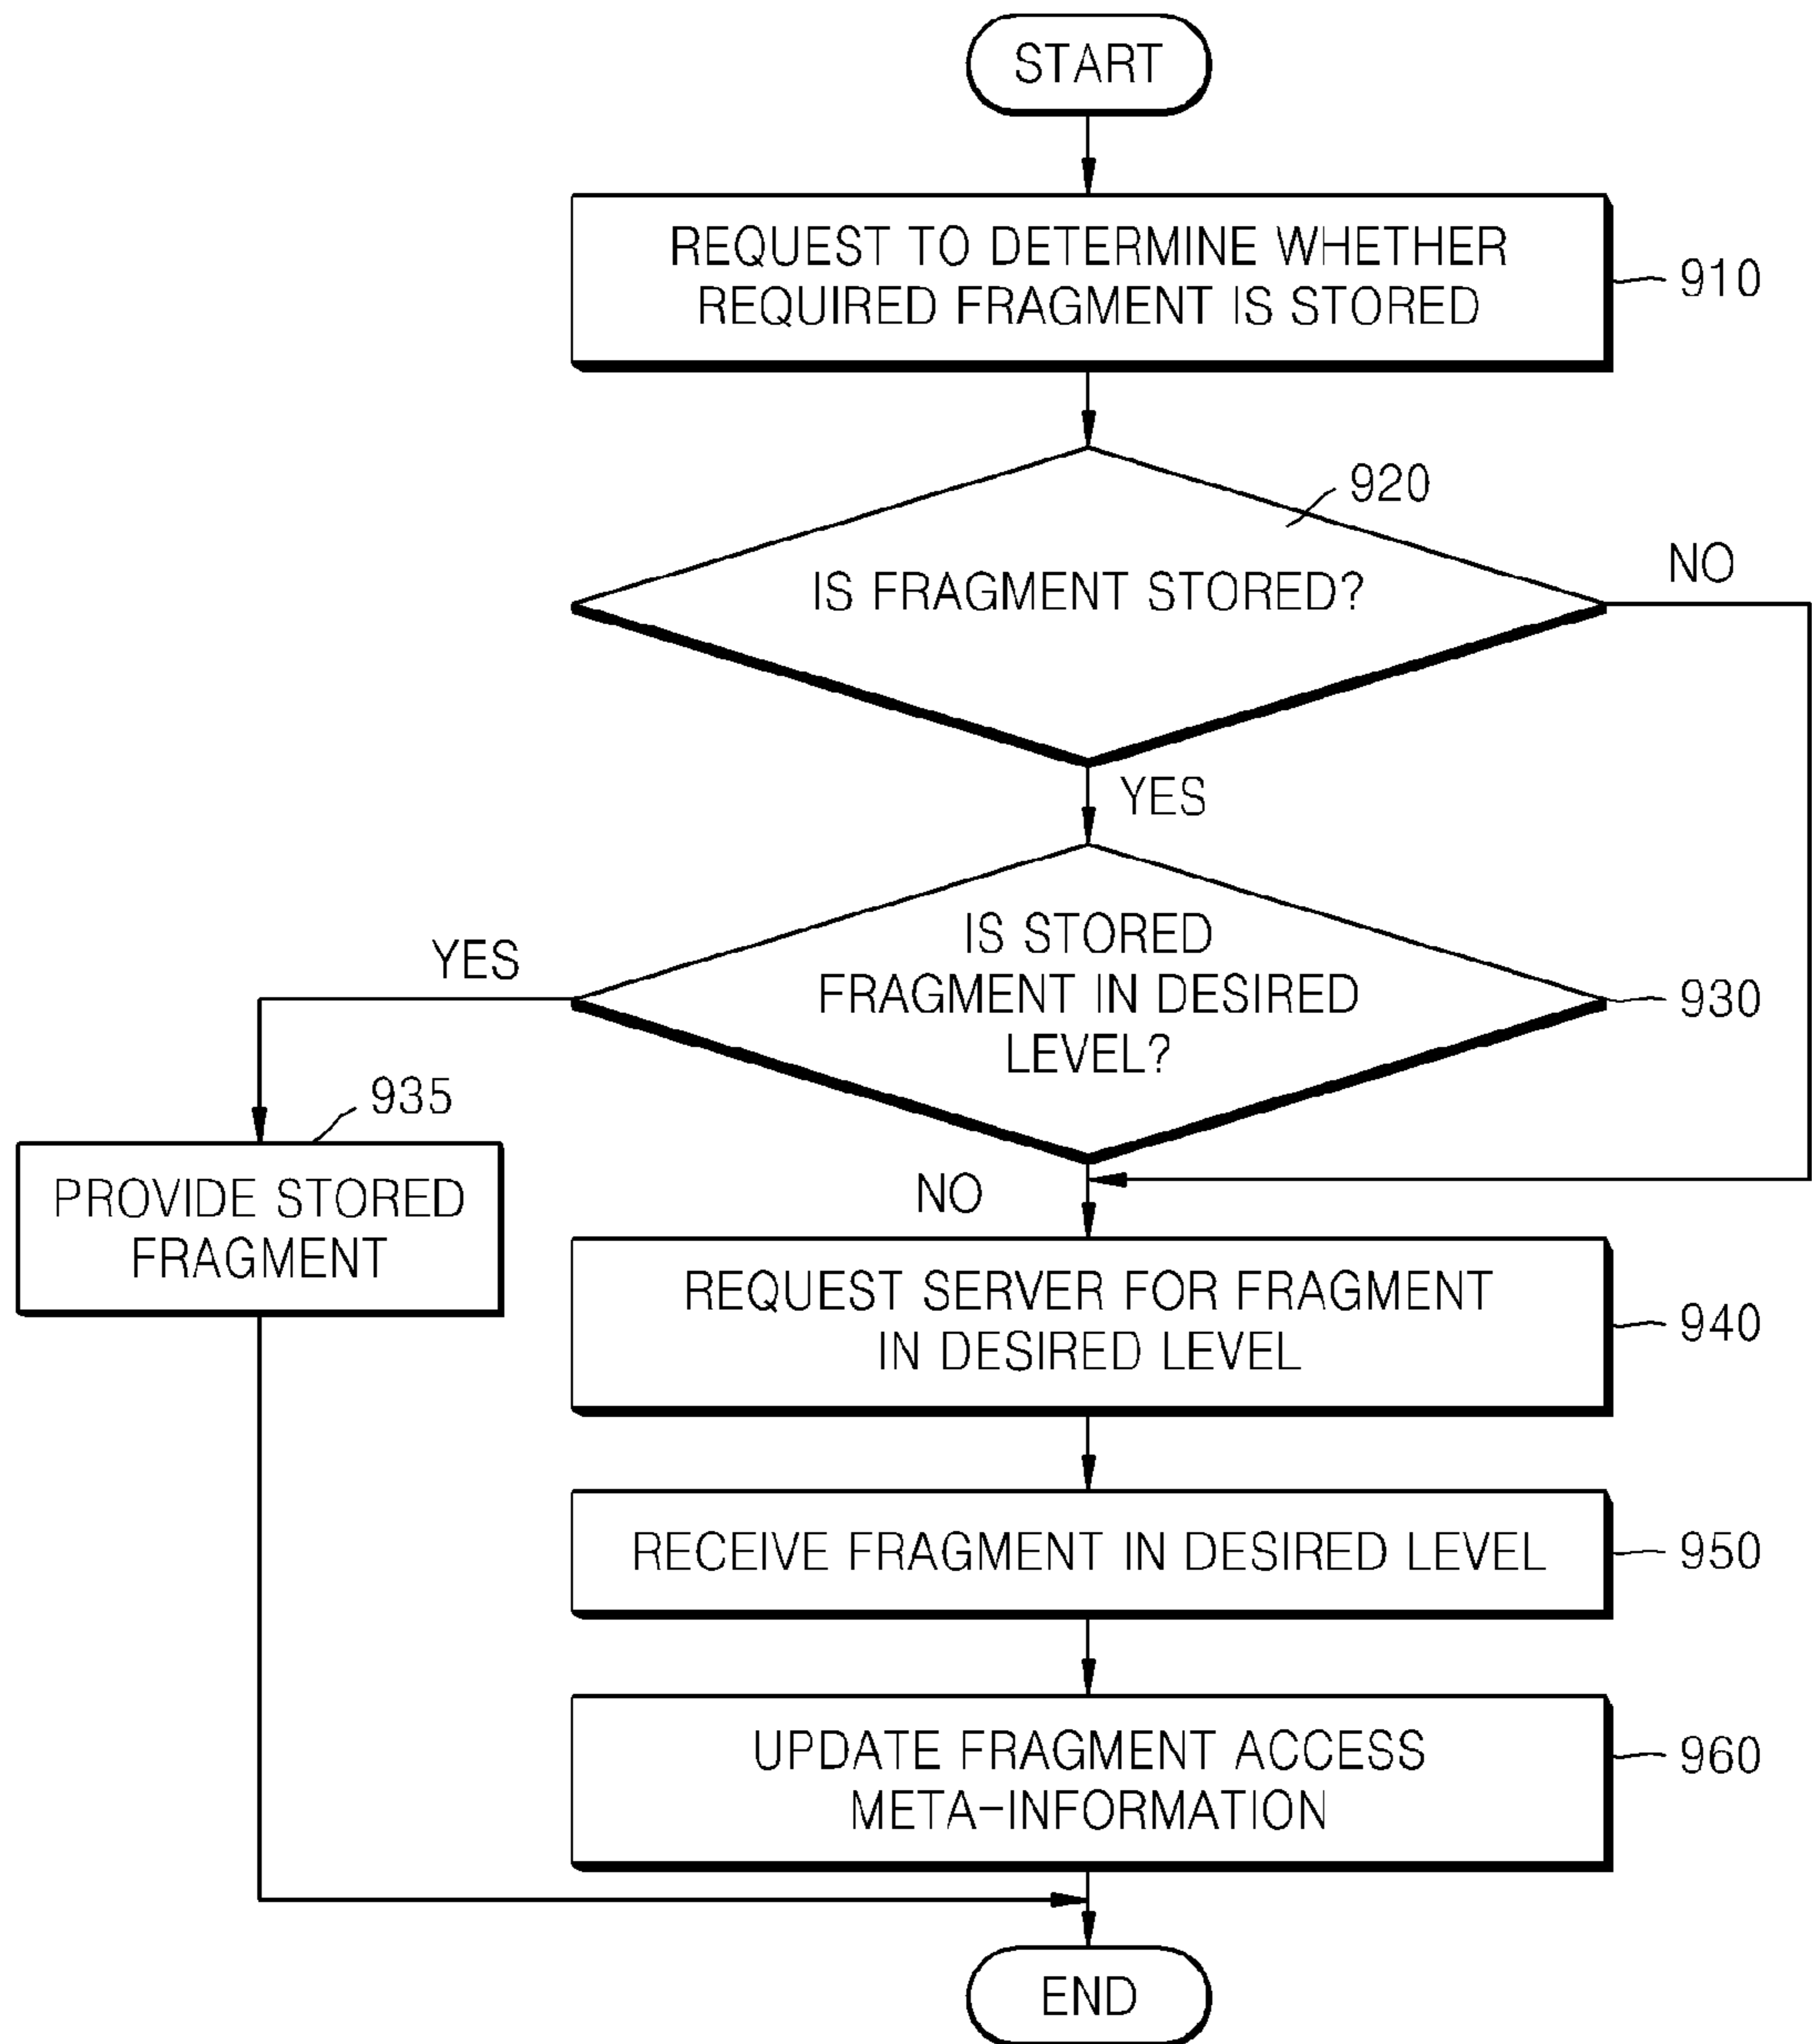 START
REQUEST TO DETERMINE WHETHER
REQUIRED FRAGMENT IS STORED
910
920
IS FRAGMENT STORED?
NO
YES
IS STORED
FRAGMENT IN DESIRED
LEVEL?
930
YES
935
PROVIDE STORED
FRAGMENT
NO
REQUEST SERVER FOR FRAGMENT
IN DESIRED LEVEL
940
RECEIVE FRAGMENT IN DESIRED LEVEL
950
UPDATE FRAGMENT ACCESS
META-INFORMATION
960
END